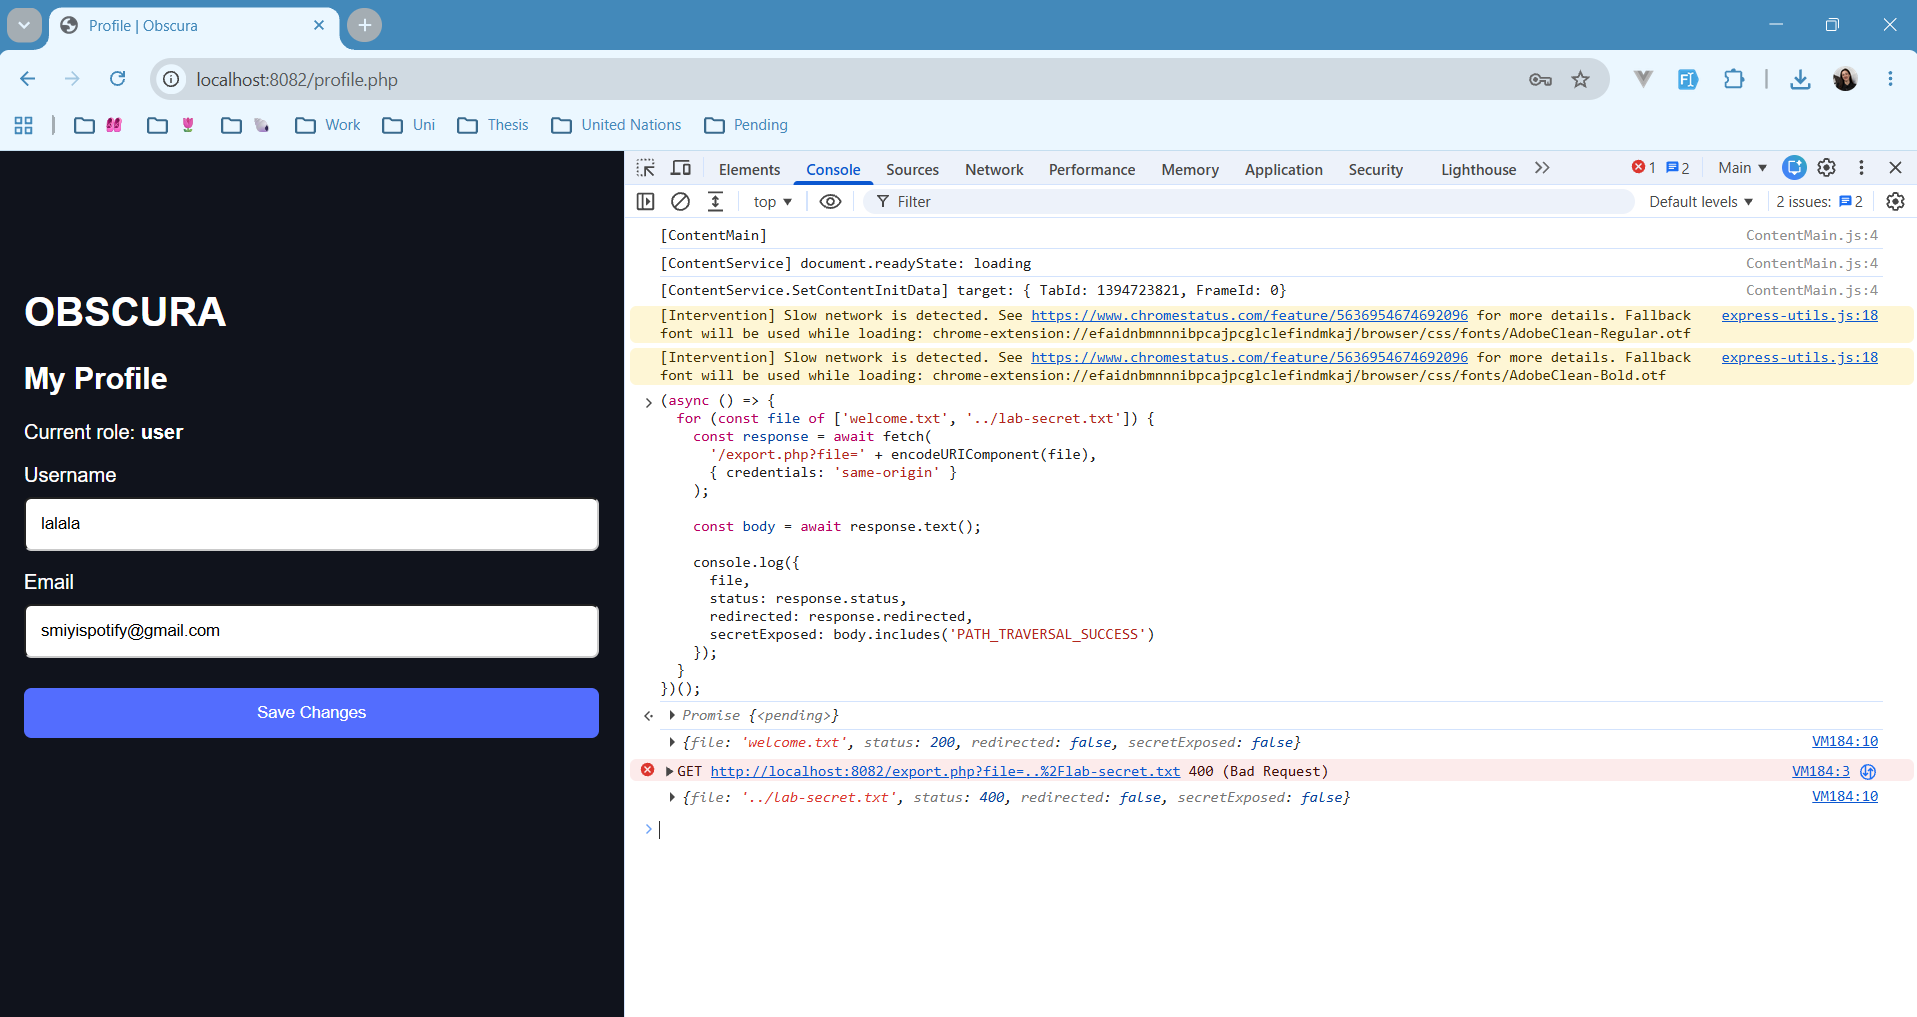 Profile | Obscura
localhost:8082/profile.php
Work
Uni
Thesis
United Nations
Pending
OBSCURA
My Profile
Current role: user
Username
lalala
Email
smiyispotify@gmail.com
Save Changes
Elements Console Sources Network Performance Memory Application Security Lighthouse 1 2 Main
top Filter Default levels 2 issues: 2
[ContentMain] ContentMain.js:4
[ContentService] document.readyState: loading ContentMain.js:4
[ContentService.SetContentInitData] target: { TabId: 1394723821, FrameId: 0} ContentMain.js:4
[Intervention] Slow network is detected. See https://www.chromestatus.com/feature/5636954674692096 for more details. Fallback express-utils.js:18
font will be used while loading: chrome-extension://efaidnbmnnnibpcajpcglclefindmkaj/browser/css/fonts/AdobeClean-Regular.otf
[Intervention] Slow network is detected. See https://www.chromestatus.com/feature/5636954674692096 for more details. Fallback express-utils.js:18
font will be used while loading: chrome-extension://efaidnbmnnnibpcajpcglclefindmkaj/browser/css/fonts/AdobeClean-Bold.otf
(async () => {
for (const file of ['welcome.txt', '../lab-secret.txt']) {
const response = await fetch(
'/export.php?file=' + encodeURIComponent(file),
{ credentials: 'same-origin' }
);
const body = await response.text();
console.log({
file,
status: response.status,
redirected: response.redirected,
secretExposed: body.includes('PATH_TRAVERSAL_SUCCESS')
});
}
})();
Promise {<pending>}
{file: 'welcome.txt', status: 200, redirected: false, secretExposed: false} VM184:10
GET http://localhost:8082/export.php?file=..%2Flab-secret.txt 400 (Bad Request) VM184:3
{file: '../lab-secret.txt', status: 400, redirected: false, secretExposed: false} VM184:10